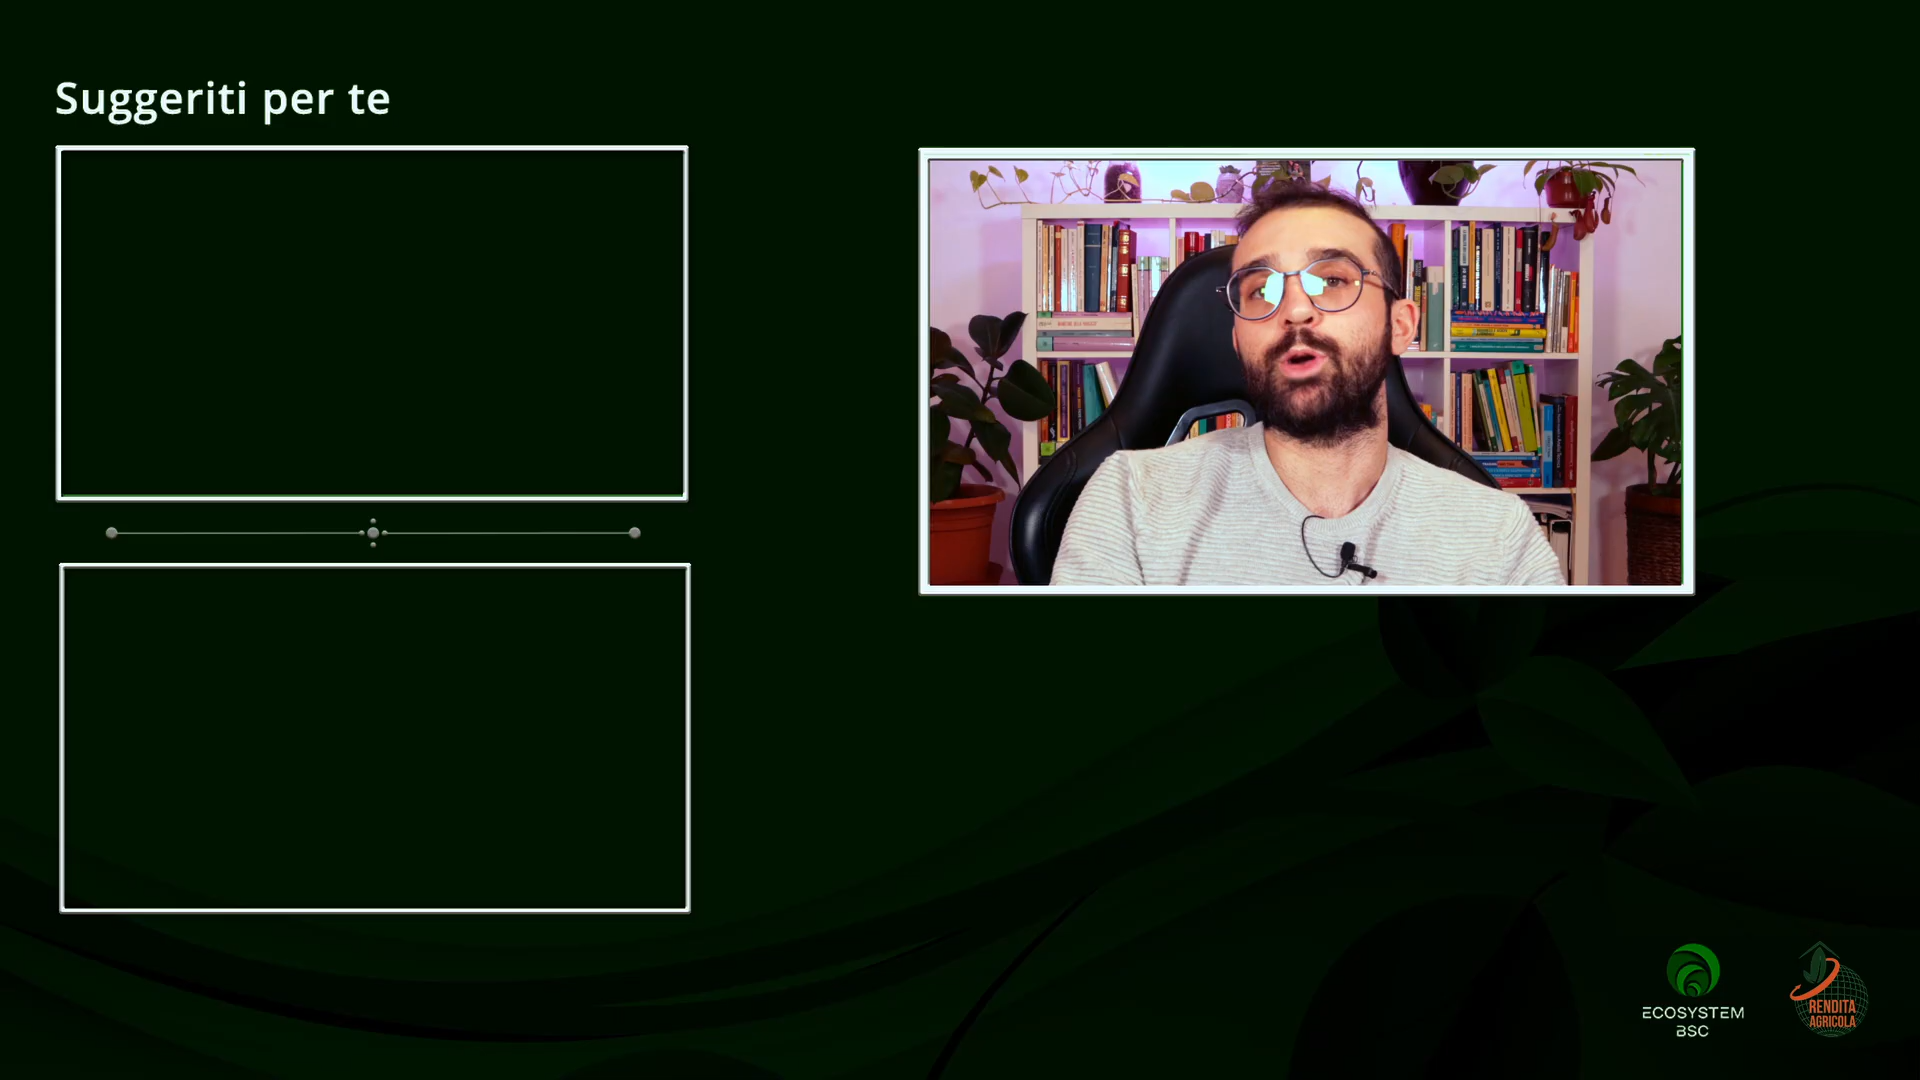 Suggeriti per te
ECOSYSTEM
BSC
RENDITA
AGRICOLA